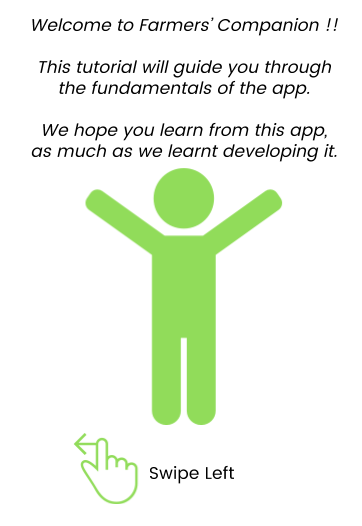 Welcome to Farmers’ Companion !!
This tutorial will guide you through
the fundamentals of the app.
We hope you learn from this app,
as much as we learnt developing it.
Swipe Left